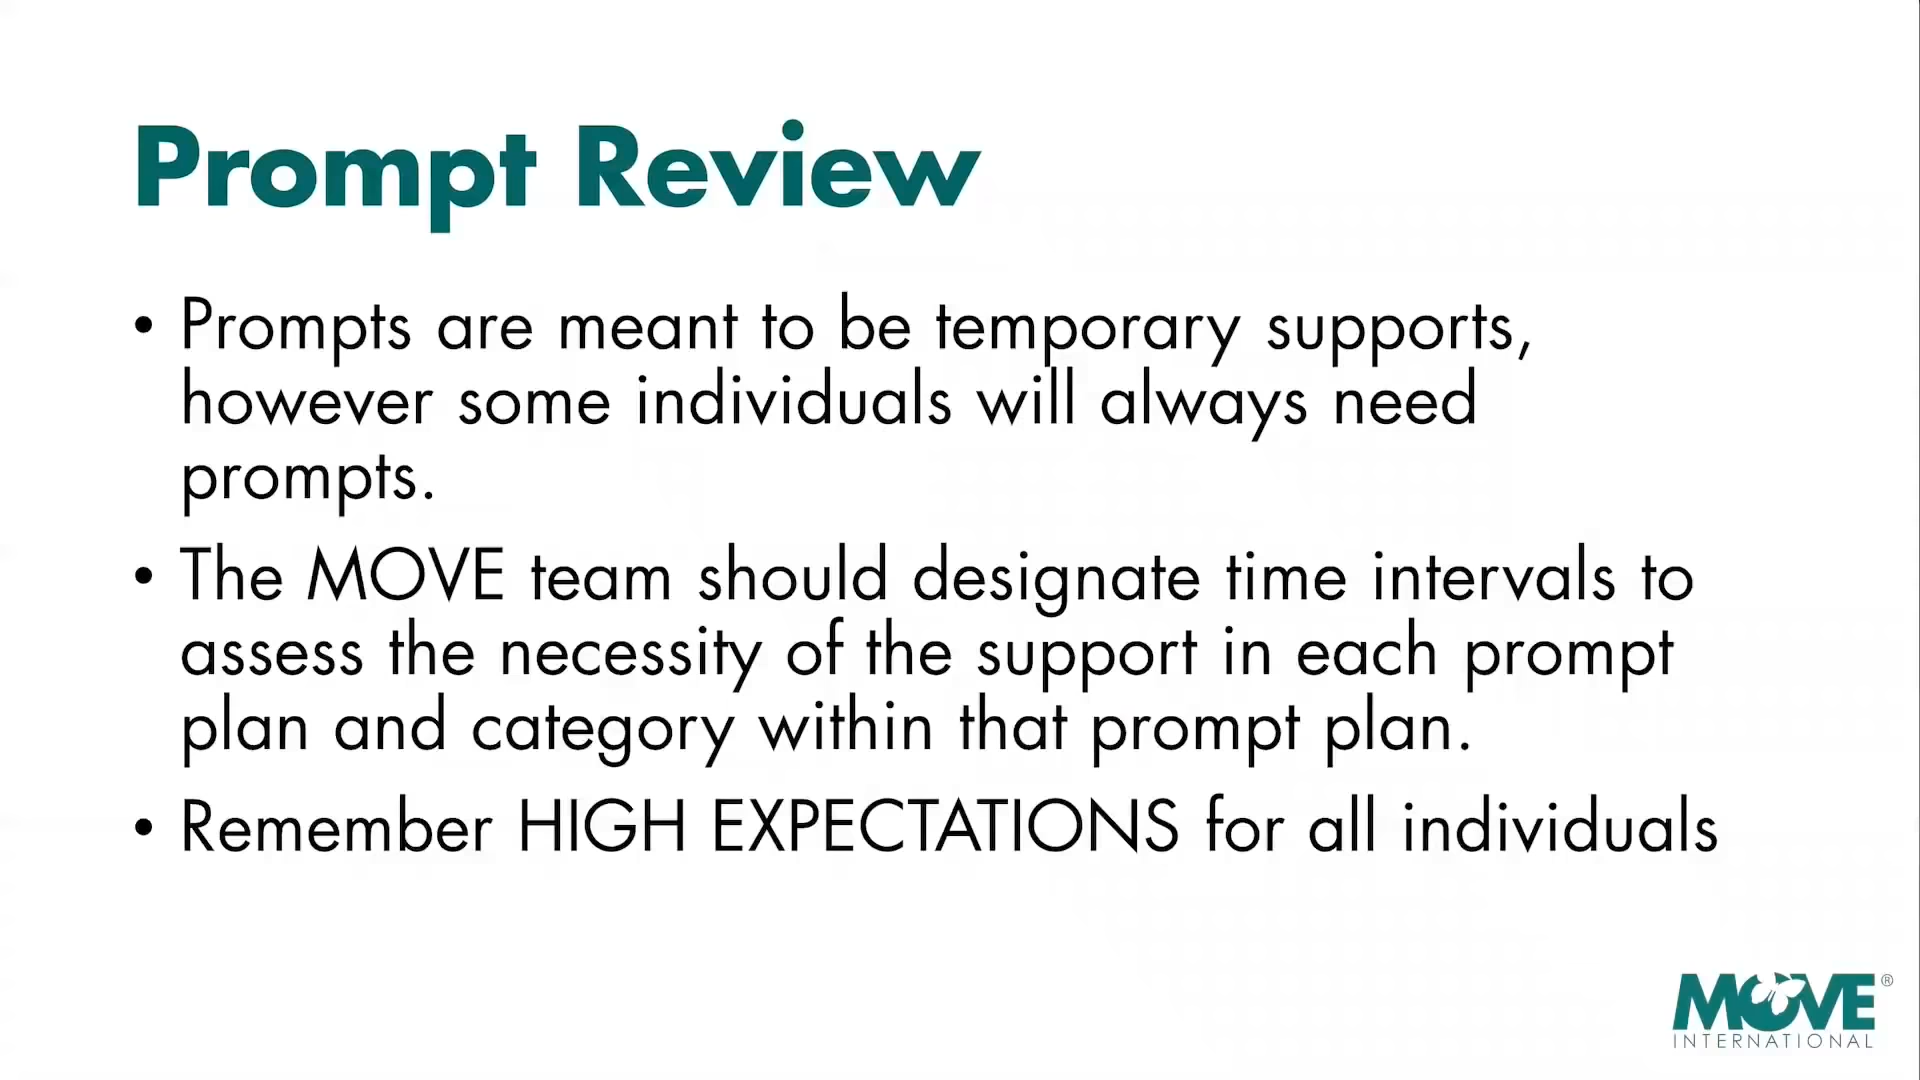 Prompt Review
• Prompts are meant to be temporary supports,
however some individuals will always need
prompts.
• The MOVE team should designate time intervals to
assess the necessity of the support in each prompt
plan and category within that prompt plan.
• Remember HIGH EXPECTATIONS for all individuals
MOVE®
INTERNATIONAL